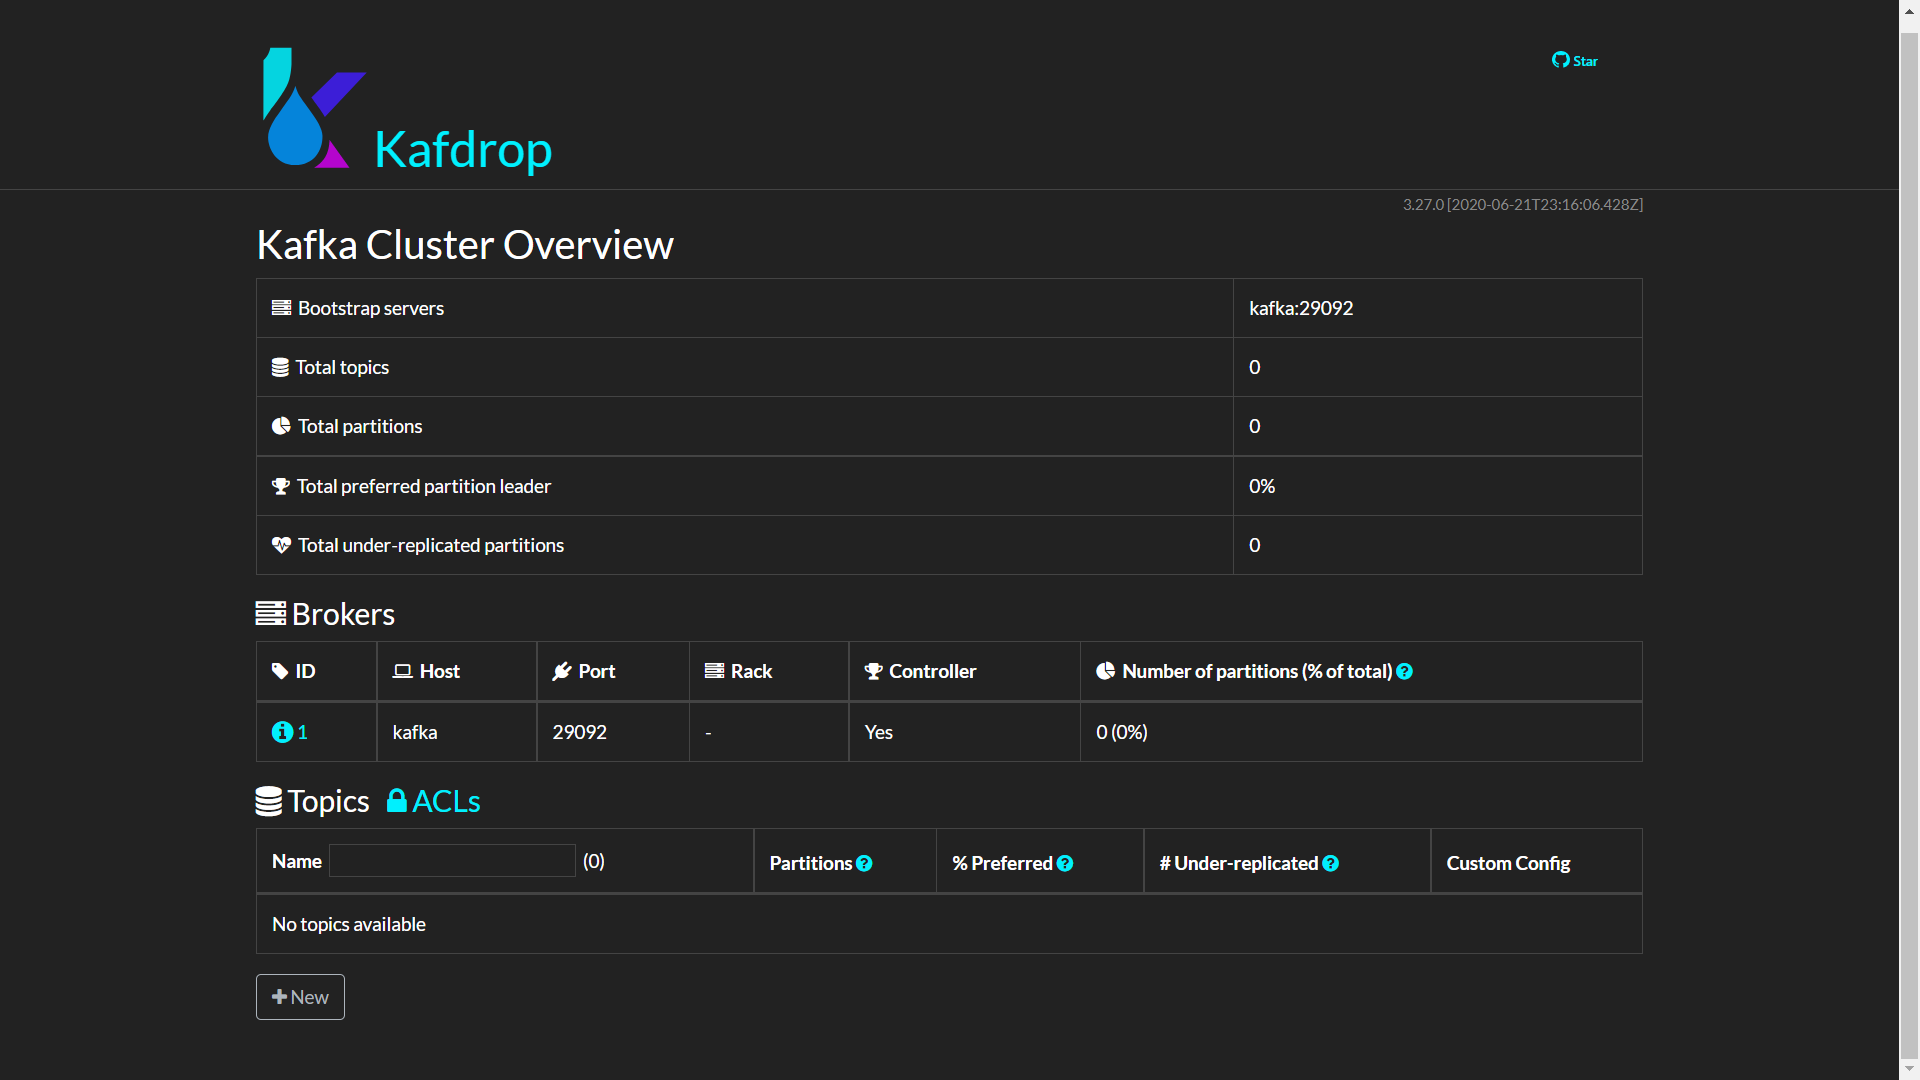 Star
Kafdrop
3.27.0 [2020-06-21T23:16:06.428Z]
Kafka Cluster Overview
Bootstrap servers kafka:29092
Total topics 0
Total partitions 0
Total preferred partition leader 0%
Total under-replicated partitions 0
Brokers
ID Host Port Rack Controller Number of partitions (% of total)
1 kafka 29092 - Yes 0 (0%)
Topics ACLs
Name (0) Partitions % Preferred # Under-replicated Custom Config
No topics available
New